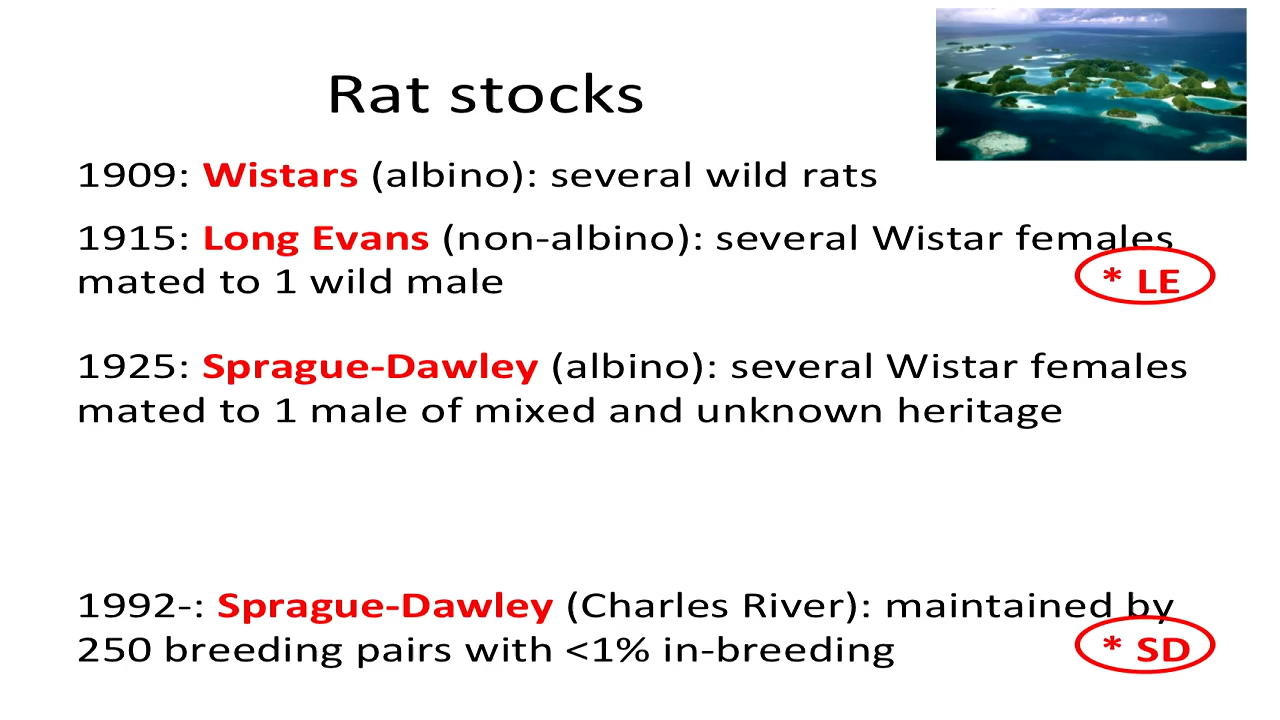 Rat stocks
1909: Wistars (albino): several wild rats
1915: Long Evans (non-albino): several Wistar females
mated to 1 wild male
* LE
1925: Sprague-Dawley (albino): several Wistar females
mated to 1 male of mixed and unknown heritage
1992-: Sprague-Dawley (Charles River): maintained by
250 breeding pairs with <1% in-breeding
* SD